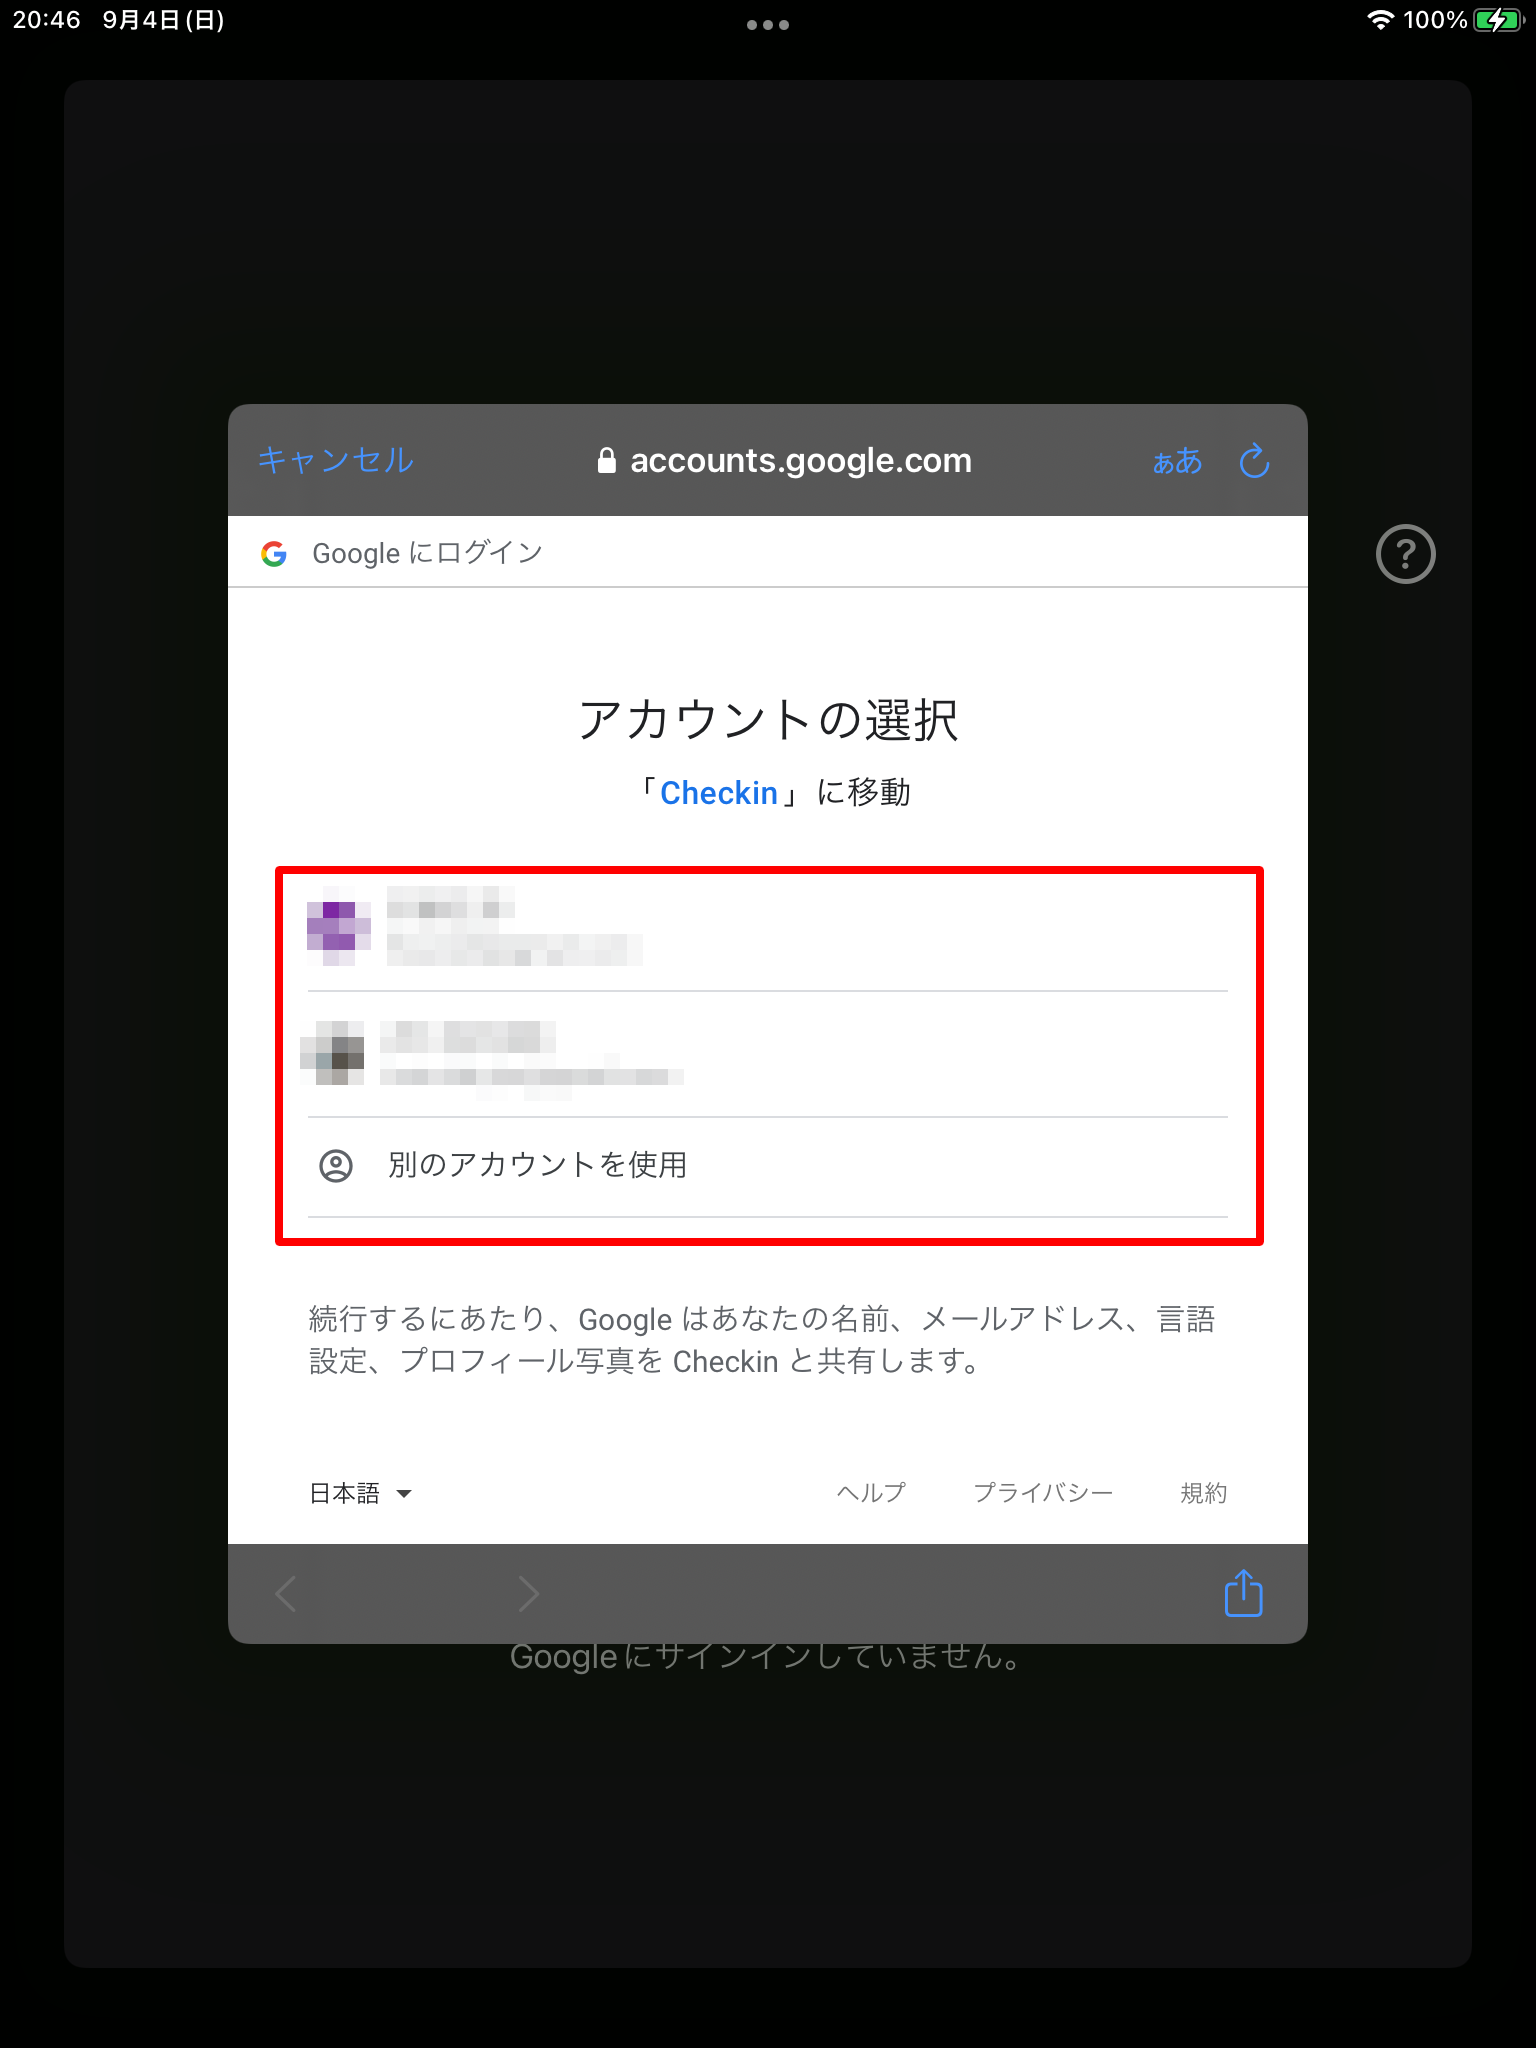 20:46 9月4日(日)
100%
キャンセル
accounts.google.com
ぁあ
Google にログイン
?
アカウントの選択
「Checkin」に移動
別のアカウントを使用
続行するにあたり、Google はあなたの名前、メールアドレス、言語
設定、プロフィール写真を Checkin と共有します。
日本語
ヘルプ
プライバシー
規約
Googleにサインインしていません。